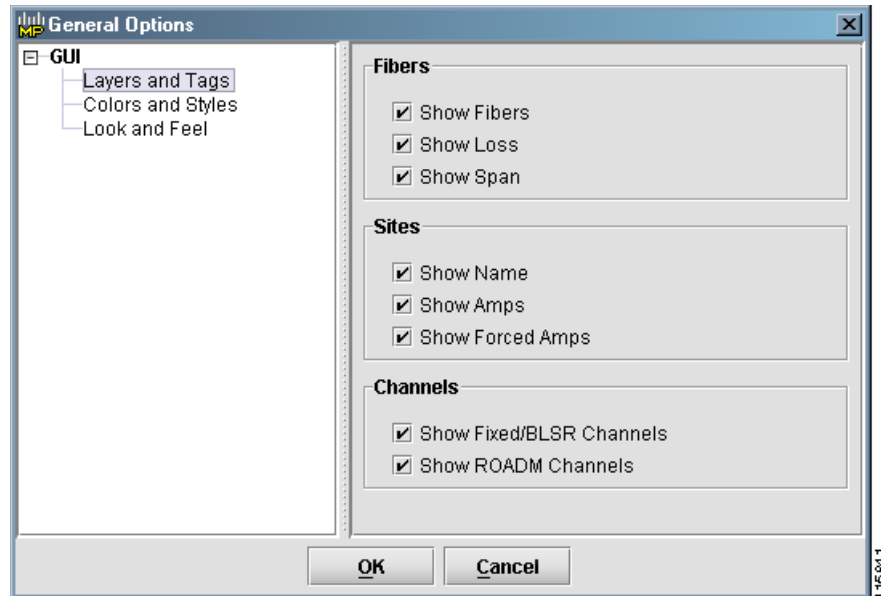 MP General Options
GUI
Layers and Tags
Colors and Styles
Look and Feel
Fibers
Show Fibers
Show Loss
Show Span
Sites
Show Name
Show Amps
Show Forced Amps
Channels
Show Fixed/BLSR Channels
Show ROADM Channels
OK
Cancel